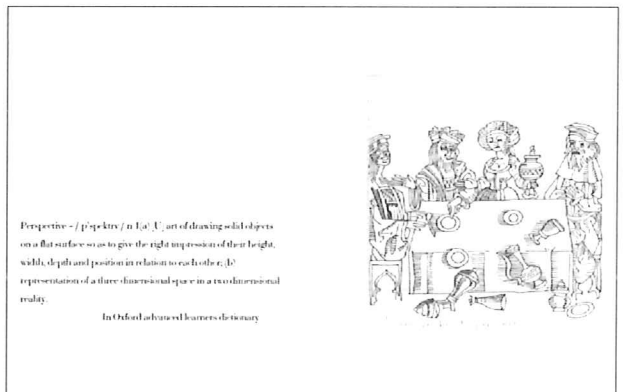 Perspective - / pˈspektɪv / n 1(a) [U] art of drawing solid objects
on a flat surface so as to give the right impression of their height,
width, depth and position in relation to each other; (b)
representation of a three dimensional space in a two dimensional
reality.
In Oxford advanced learners dictionary